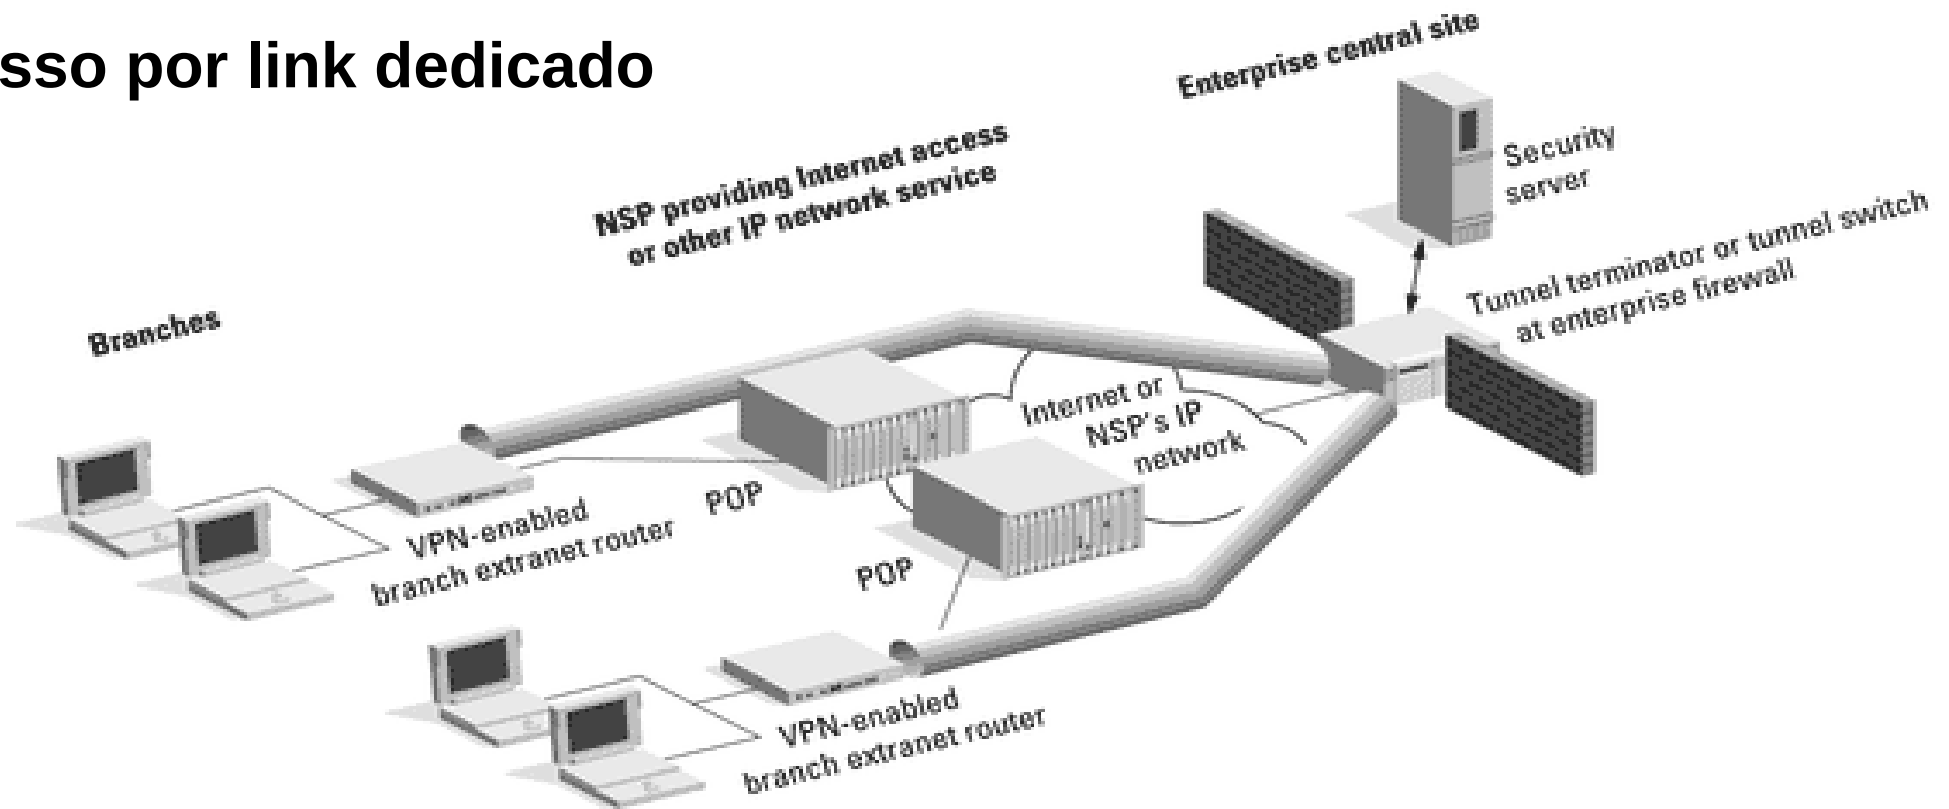 sso por link dedicado
Enterprise central site
Security
server
NSP providing Internet access
or other IP network service
Tunnel terminator or tunnel switch
at enterprise firewall
Branches
Internet or
NSP's IP
network
POP
VPN-enabled
branch extranet router
POP
VPN-enabled
branch extranet router